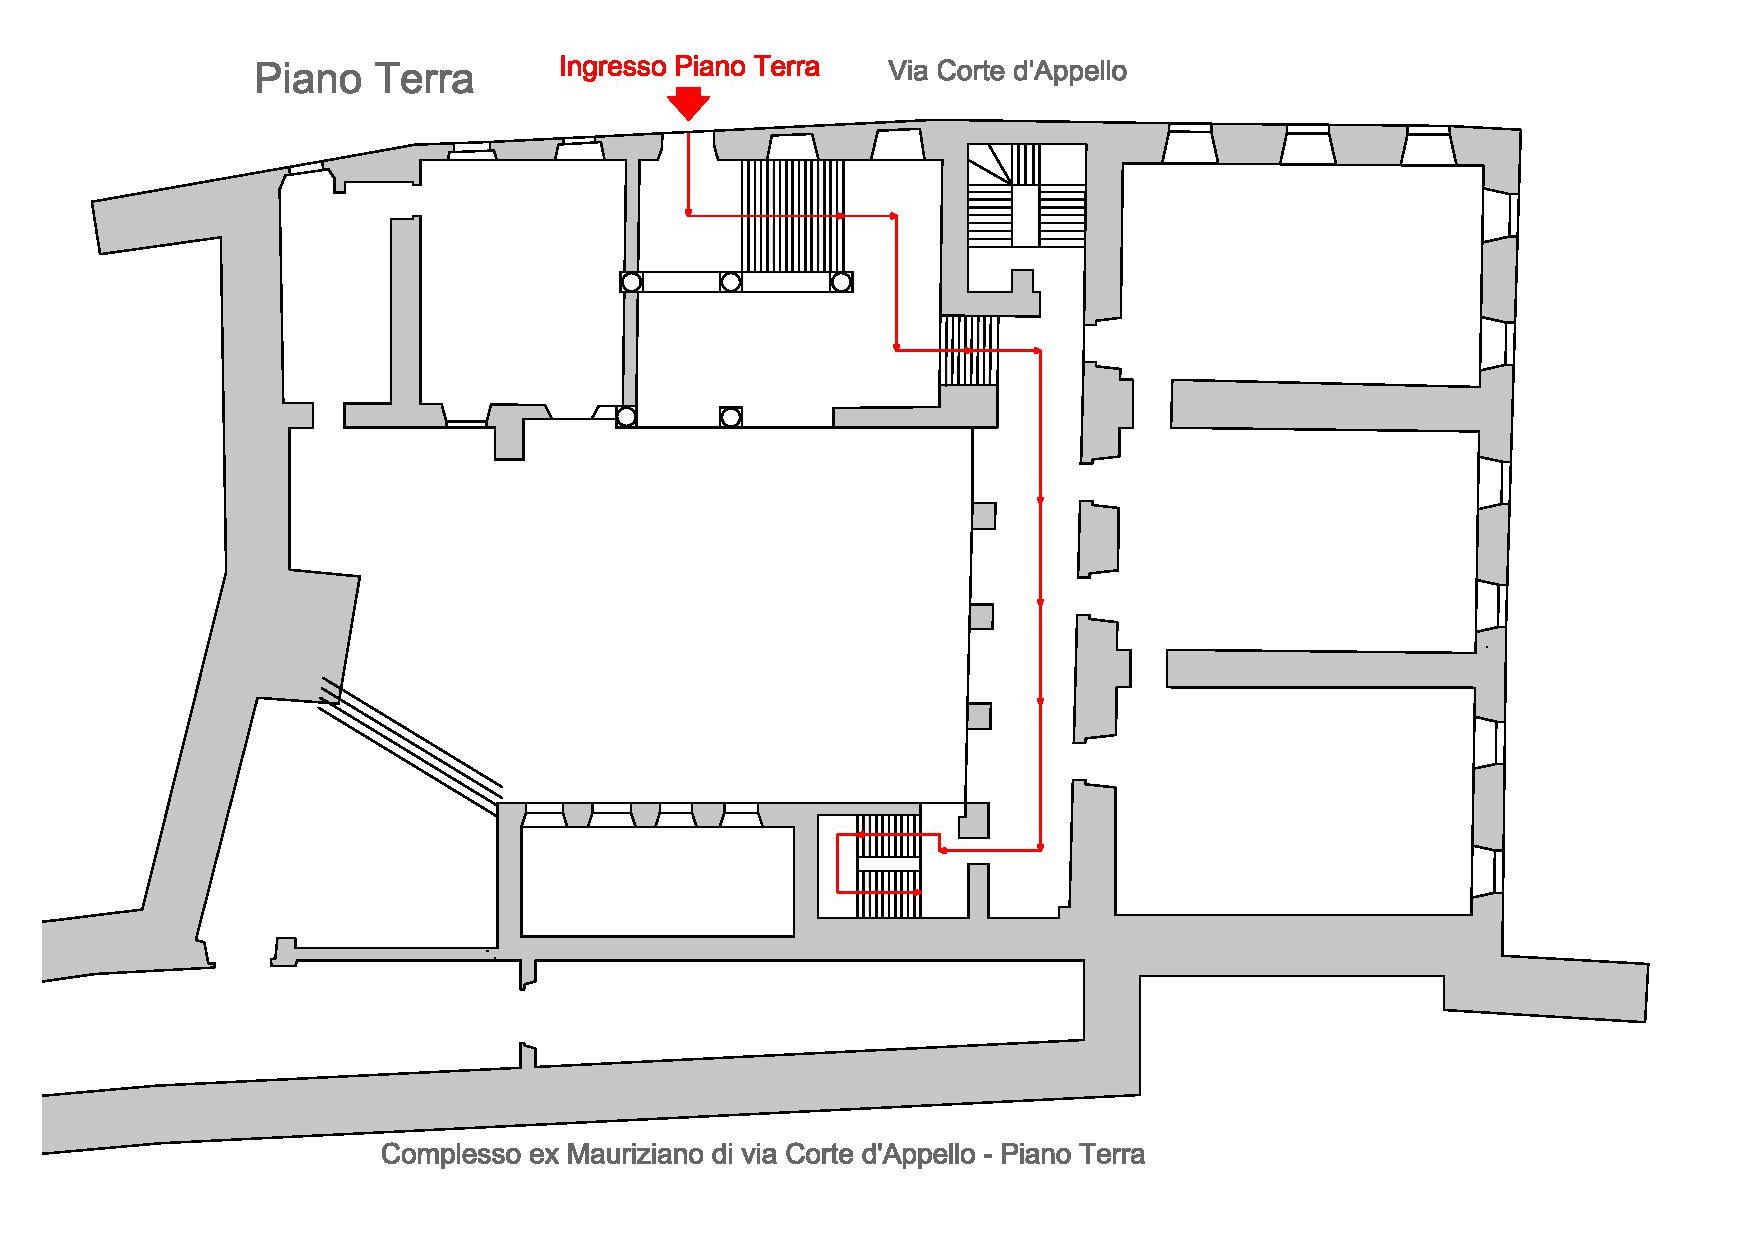 Piano Terra
Ingresso Piano Terra
Via Corte d'Appello
Complesso ex Mauriziano di via Corte d'Appello - Piano Terra